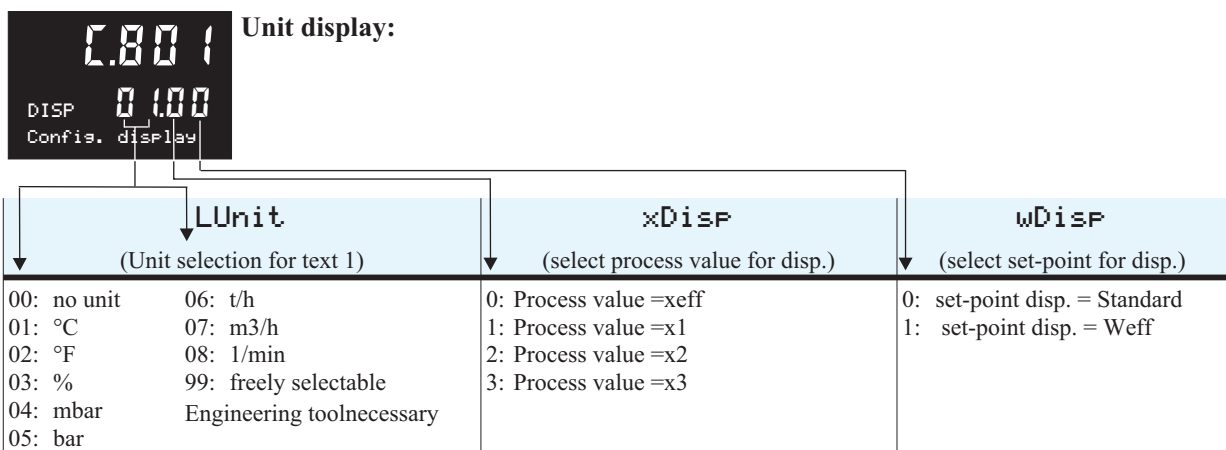 C.801
Unit display:
DISP 01.00
Config. display
LUnit xDisp wDisp
(Unit selection for text 1) (select process value for disp.) (select set-point for disp.)
00: no unit 06: t/h 0: Process value =xeff 0: set-point disp. = Standard
01: °C 07: m3/h 1: Process value =x1 1: set-point disp. = Weff
02: °F 08: 1/min 2: Process value =x2
03: % 99: freely selectable 3: Process value =x3
04: mbar Engineering toolnecessary
05: bar